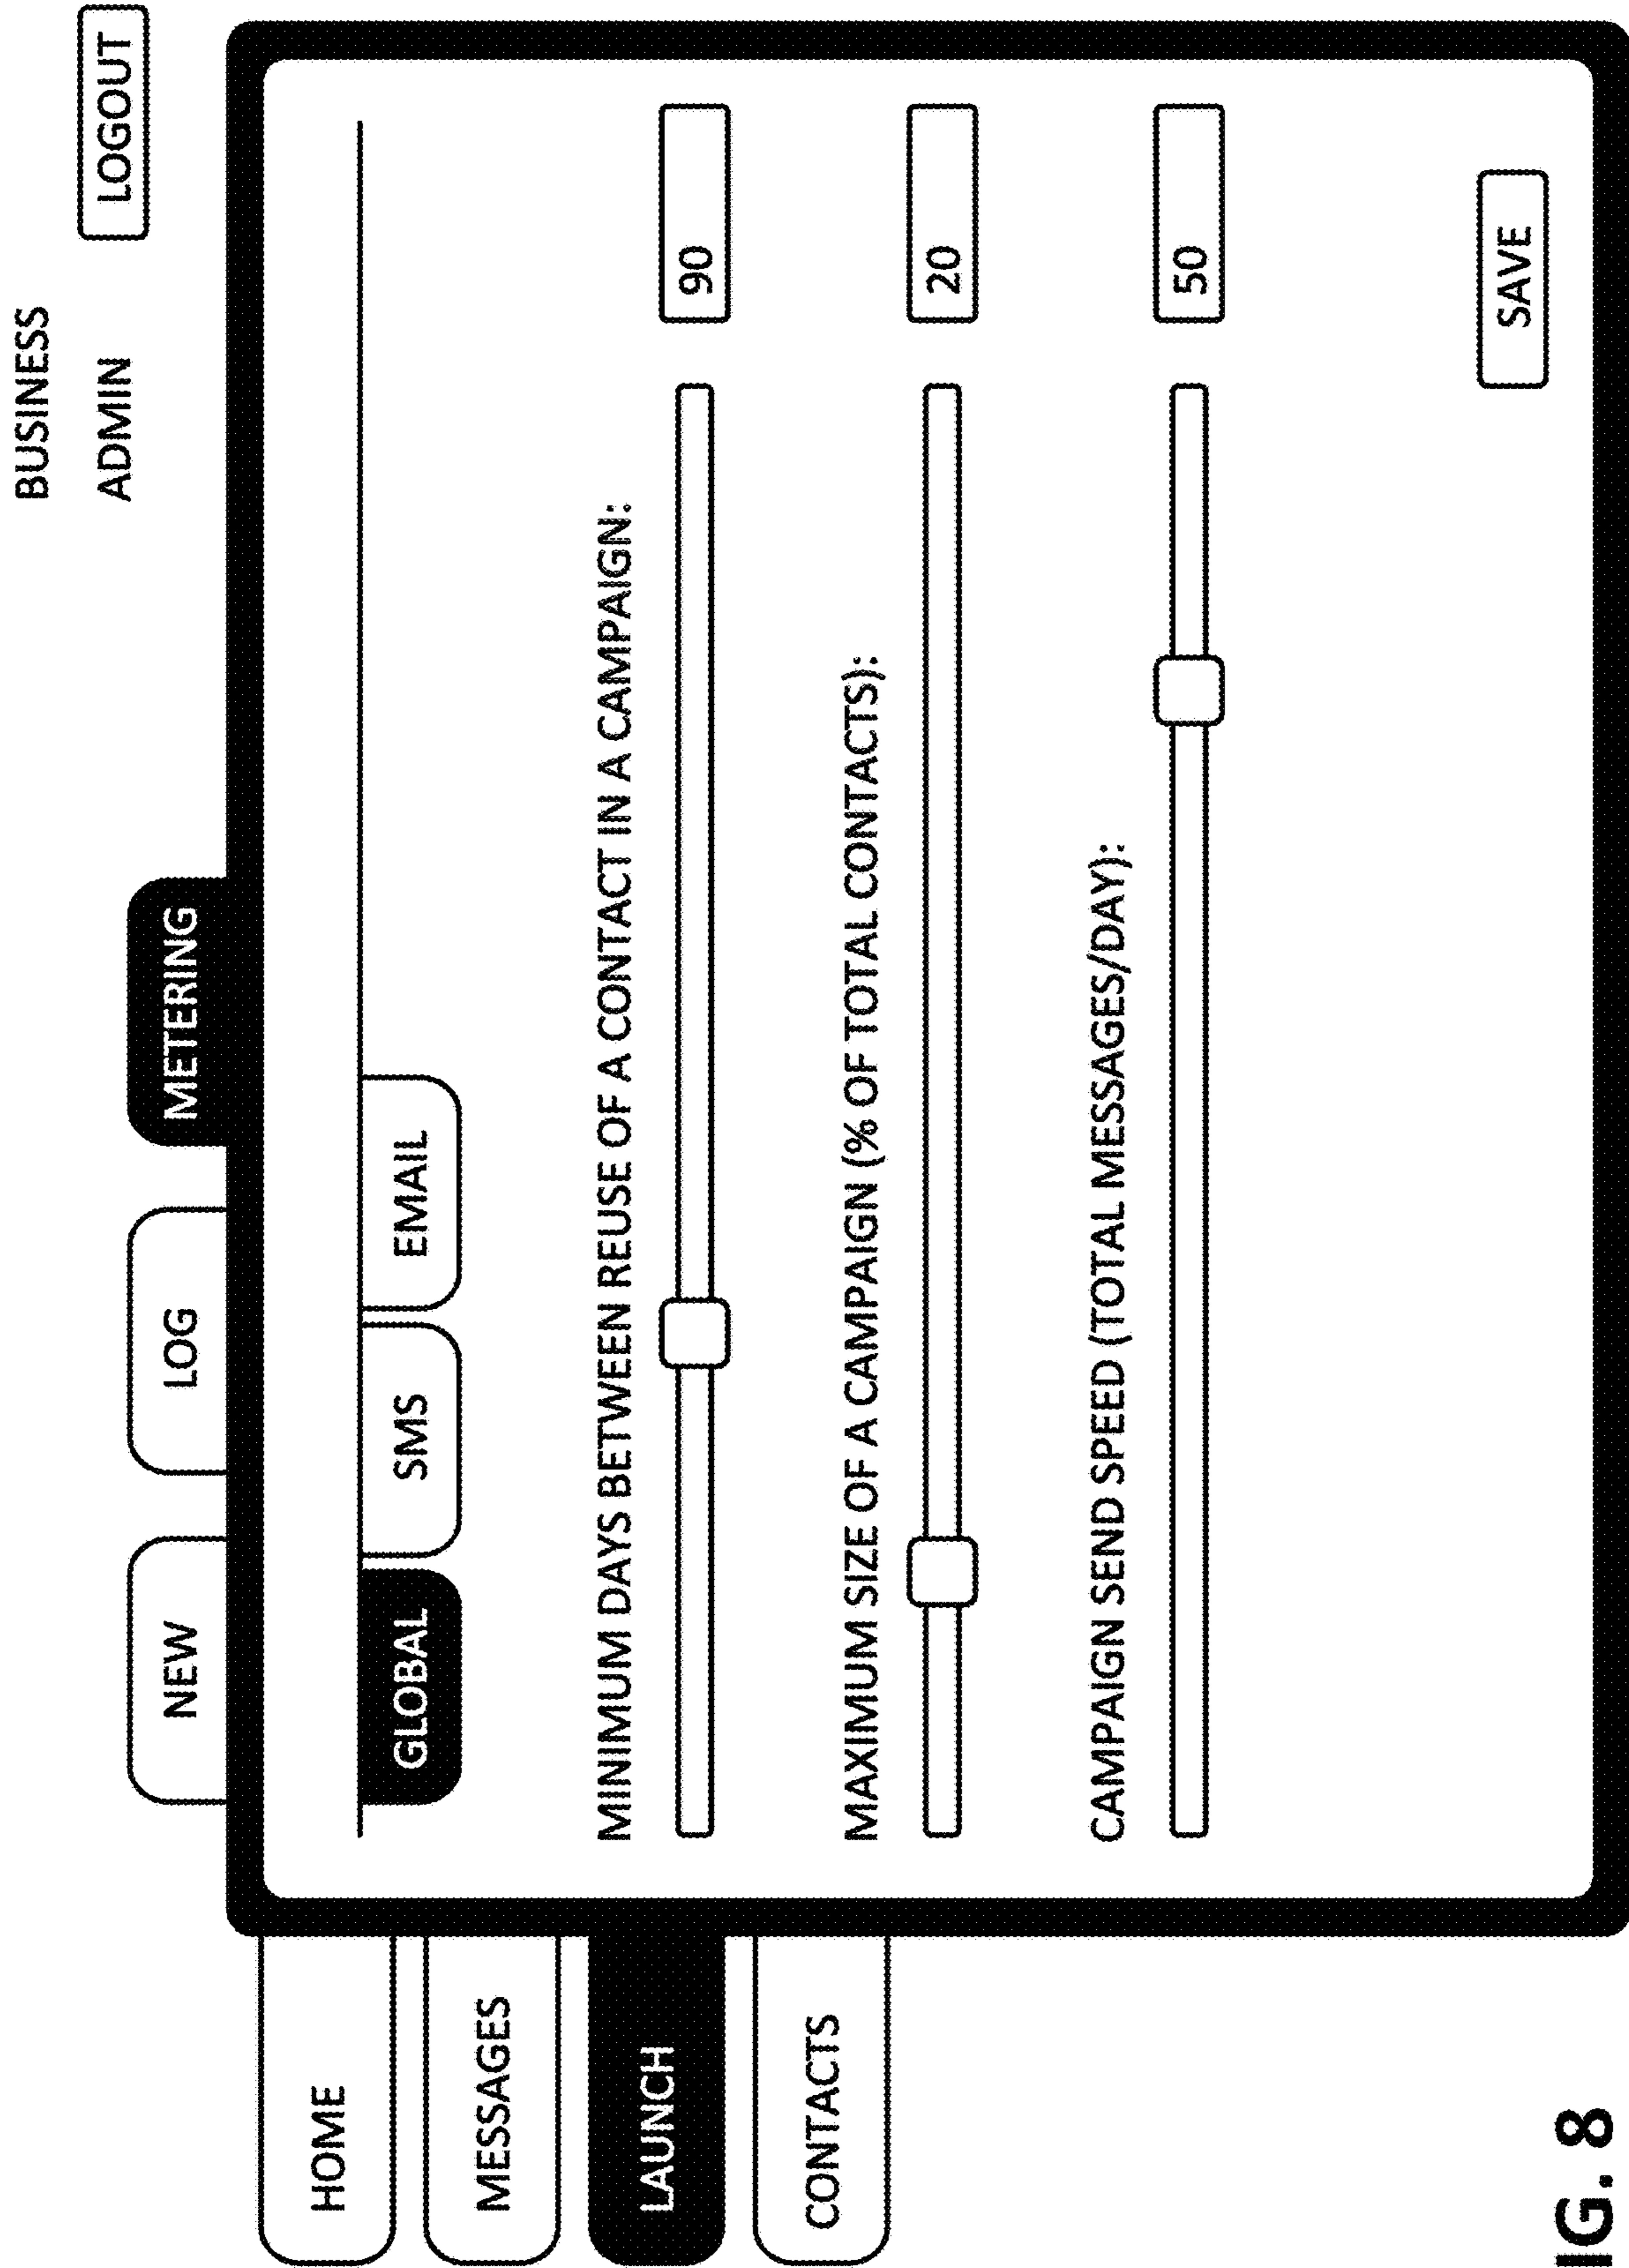 BUSINESS
ADMIN LOGOUT
NEW LOG METERING
HOME
MESSAGES
LAUNCH
CONTACTS
GLOBAL SMS EMAIL
MINIMUM DAYS BETWEEN REUSE OF A CONTACT IN A CAMPAIGN:
90
MAXIMUM SIZE OF A CAMPAIGN (% OF TOTAL CONTACTS):
20
CAMPAIGN SEND SPEED (TOTAL MESSAGES/DAY):
50
SAVE
IG. 8